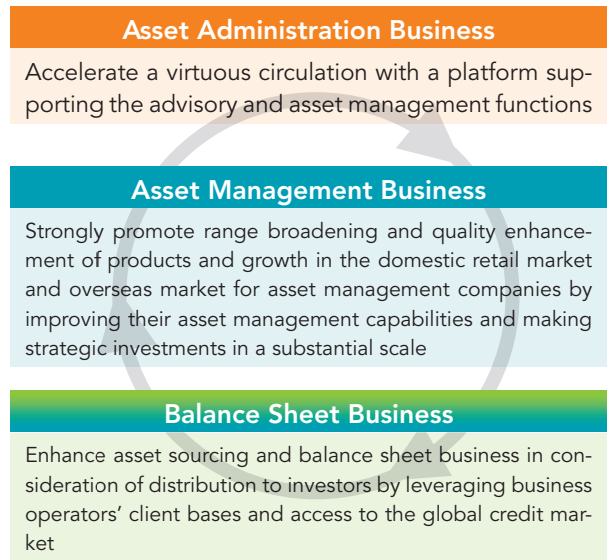 Asset Administration Business
Accelerate a virtuous circulation with a platform sup-
porting the advisory and asset management functions
Asset Management Business
Strongly promote range broadening and quality enhance-
ment of products and growth in the domestic retail market
and overseas market for asset management companies by
improving their asset management capabilities and making
strategic investments in a substantial scale
Balance Sheet Business
Enhance asset sourcing and balance sheet business in con-
sideration of distribution to investors by leveraging business
operators’ client bases and access to the global credit mar-
ket